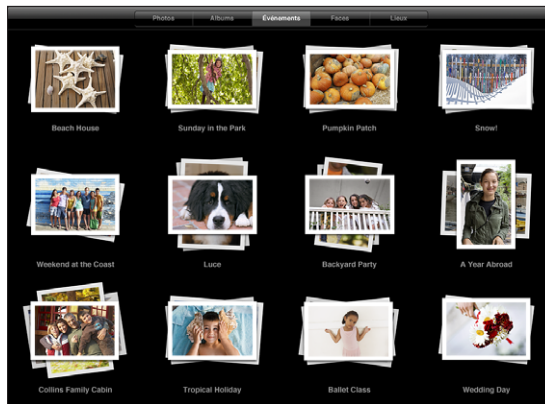 Photos Albums Événements Faces Lieux
Beach House Sunday in the Park Pumpkin Patch Snow!
Weekend at the Coast Luce Backyard Party A Year Abroad
Collins Family Cabin Tropical Holiday Ballet Class Wedding Day